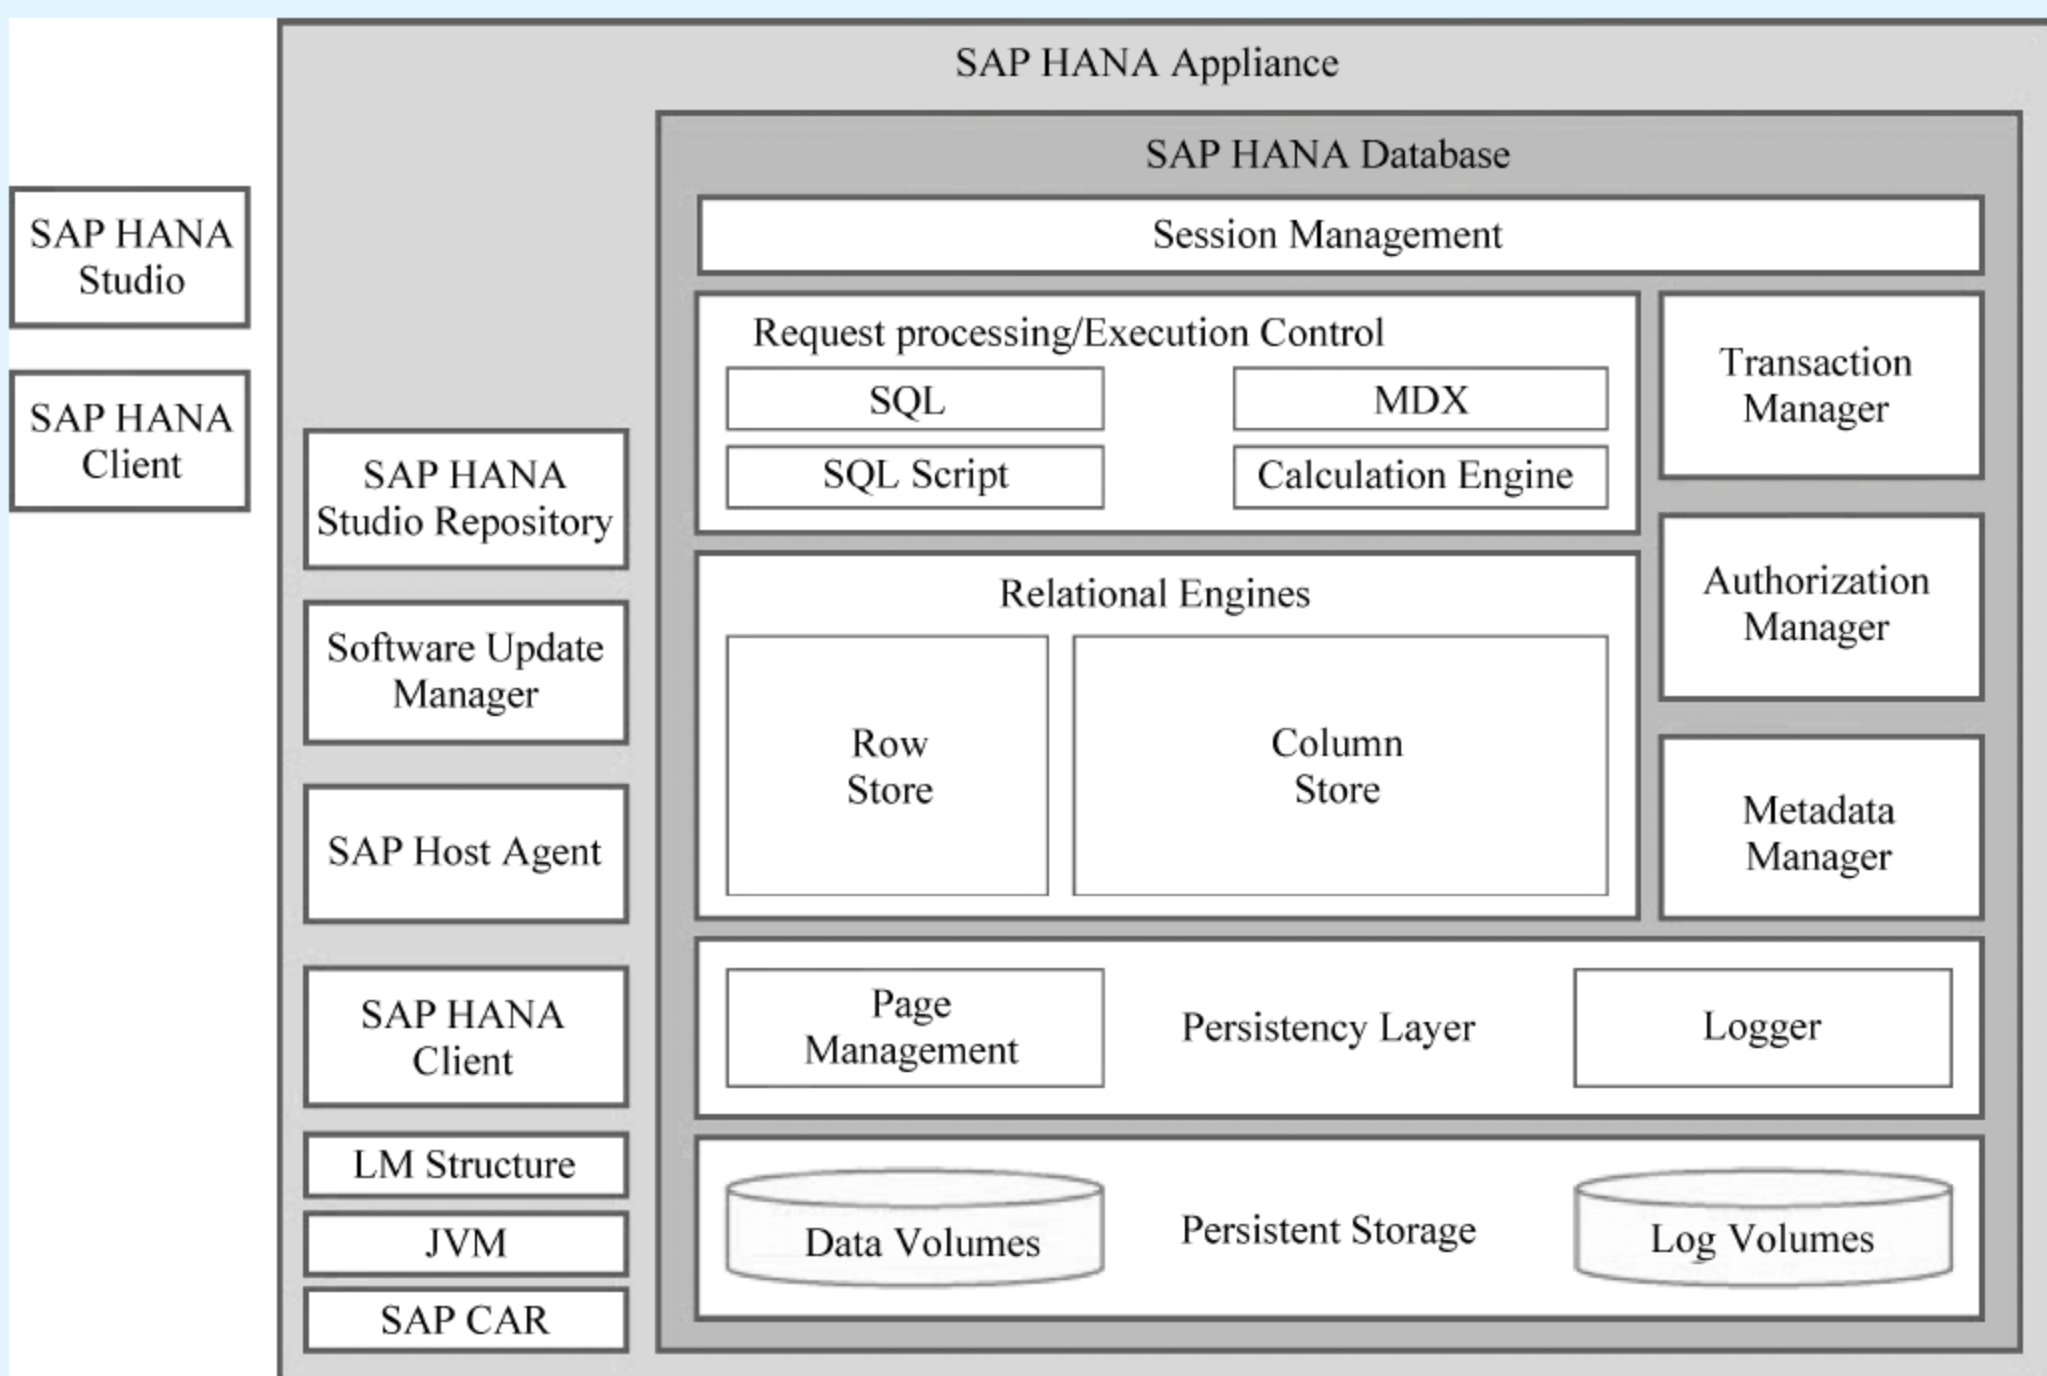 SAP HANA Appliance
SAP HANA Database
SAP HANA
Studio
SAP HANA
Client
SAP HANA
Studio Repository
Software Update
Manager
SAP Host Agent
SAP HANA
Client
LM Structure
JVM
SAP CAR
Session Management
Request processing/Execution Control
SQL
MDX
SQL Script
Calculation Engine
Transaction
Manager
Authorization
Manager
Metadata
Manager
Relational Engines
Row
Store
Column
Store
Page
Management
Persistency Layer
Logger
Data Volumes
Persistent Storage
Log Volumes